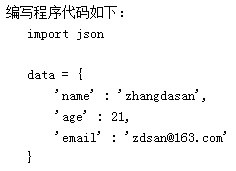 编写程序代码如下：
import json
data = {
'name' : 'zhangdasan',
'age' : 21,
'email' : 'zdsan@163.com'
}